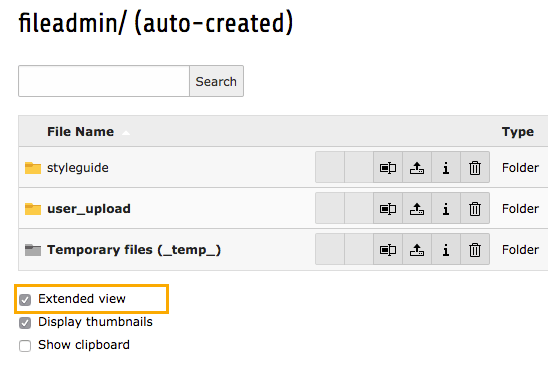 fileadmin/ (auto-created)
Search
File Name Type
styleguide Folder
user_upload Folder
Temporary files (_temp_) Folder
Extended view
Display thumbnails
Show clipboard